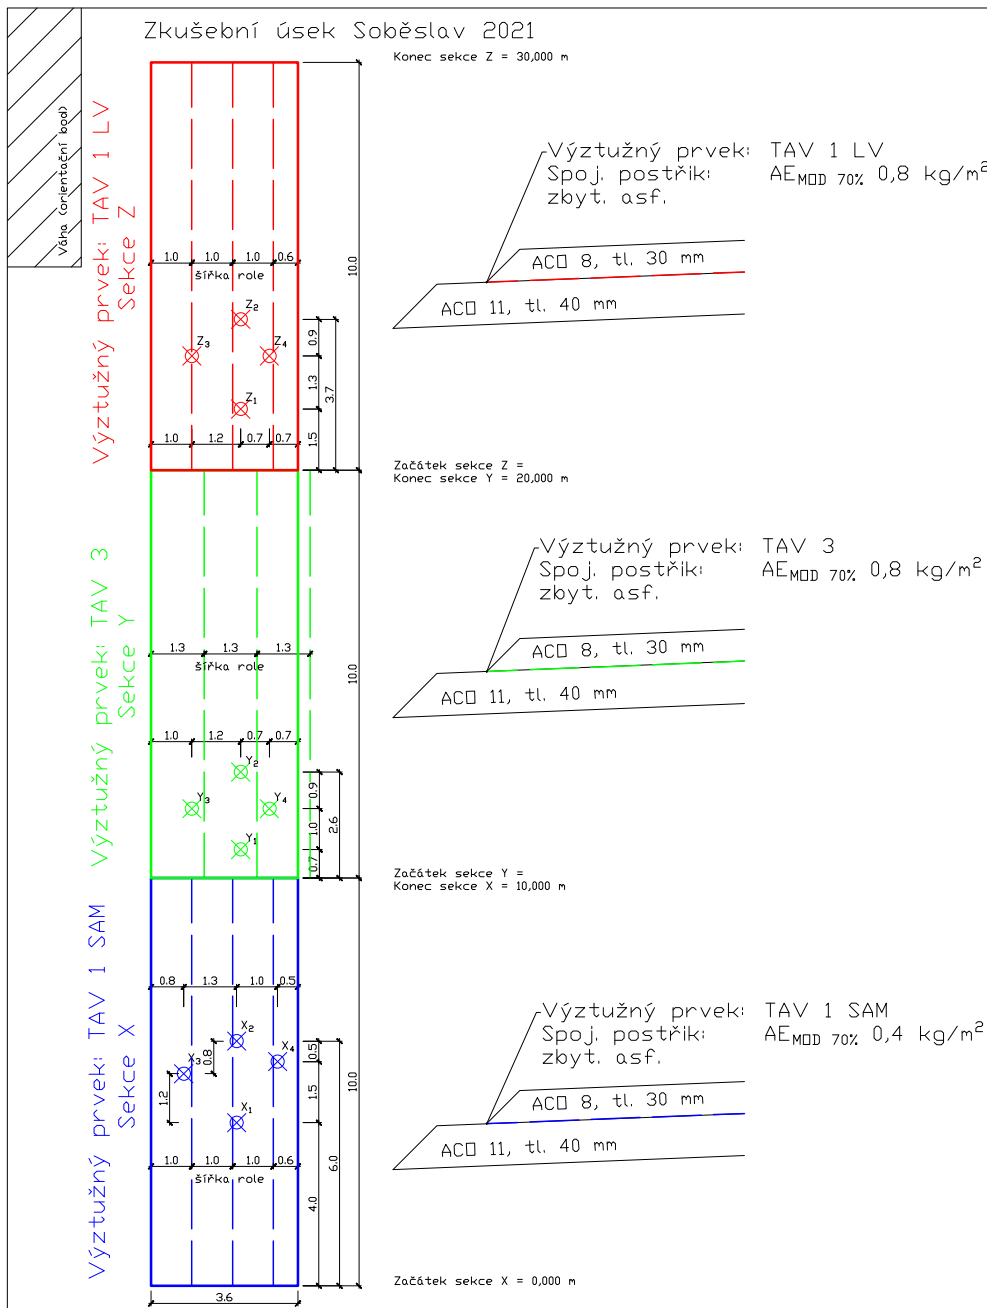 Zkušební úsek Soběslav 2021
Konec sekce Z = 30,000 m
Váha (orientační bod)
Výztužný prvek: TAV 1 LV
Sekce Z
1.0 1.0 1.0 0.6
šířka role
10.0
Z2
Z3
Z4
Z1
0.9
1.3
3.7
1.5
1.0 1.2 0.7 0.7
Výztužný prvek: TAV 1 LV
Spoj. postřik: AEMOD 70% 0,8 kg/m²
zbyt. asf.
ACO 8, tl. 30 mm
ACO 11, tl. 40 mm
Začátek sekce Z =
Konec sekce Y = 20,000 m
Výztužný prvek: TAV 3
Sekce Y
1.3 1.3 1.3
šířka role
10.0
1.0 1.2 0.7 0.7
Y2
Y3
Y4
Y1
0.9
1.0
2.6
0.7
Výztužný prvek: TAV 3
Spoj. postřik: AEMOD 70% 0,8 kg/m²
zbyt. asf.
ACO 8, tl. 30 mm
ACO 11, tl. 40 mm
Začátek sekce Y =
Konec sekce X = 10,000 m
Výztužný prvek: TAV 1 SAM
Sekce X
0.8 1.3 1.0 0.5
X2
X3
X4
X1
0.8
1.2
0.5
1.5
10.0
6.0
4.0
1.0 1.0 1.0 0.6
šířka role
Výztužný prvek: TAV 1 SAM
Spoj. postřik: AEMOD 70% 0,4 kg/m²
zbyt. asf.
ACO 8, tl. 30 mm
ACO 11, tl. 40 mm
Začátek sekce X = 0,000 m
3.6